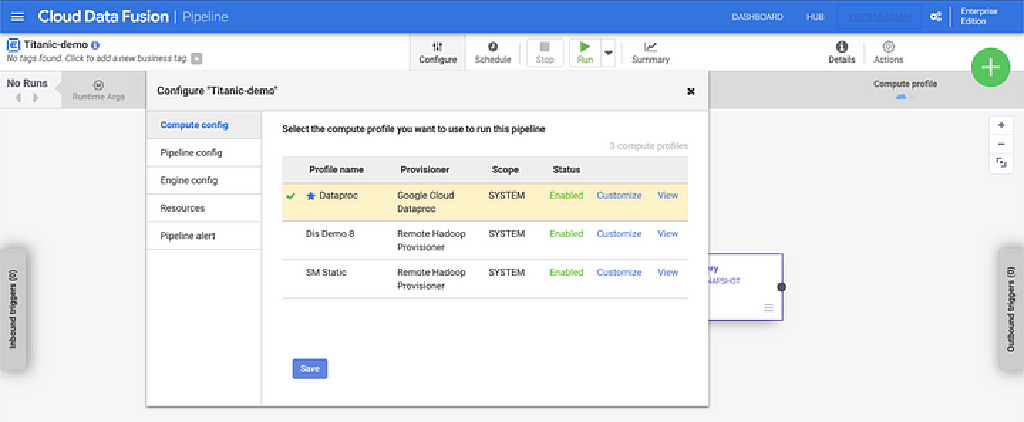 Cloud Data Fusion | Pipeline
DASHBOARD
HUB
SYSTEM ADMIN
Enterprise
Edition
Titanic-demo
No tags found. Click to add a new business tag.
Configure
Schedule
Stop
Run
Summary
Details
Actions
No Runs
Runtime Args
Compute profile
Configure "Titanic-demo"
Compute config
Pipeline config
Engine config
Resources
Pipeline alert
Select the compute profile you want to use to run this pipeline
3 compute profiles
Profile name Provisioner Scope Status
Dataproc Google Cloud Dataproc SYSTEM Enabled Customize View
Dis Demo 8 Remote Hadoop Provisioner SYSTEM Enabled Customize View
SM Static Remote Hadoop Provisioner SYSTEM Enabled Customize View
Save
Inbound triggers (0)
Outbound triggers (0)